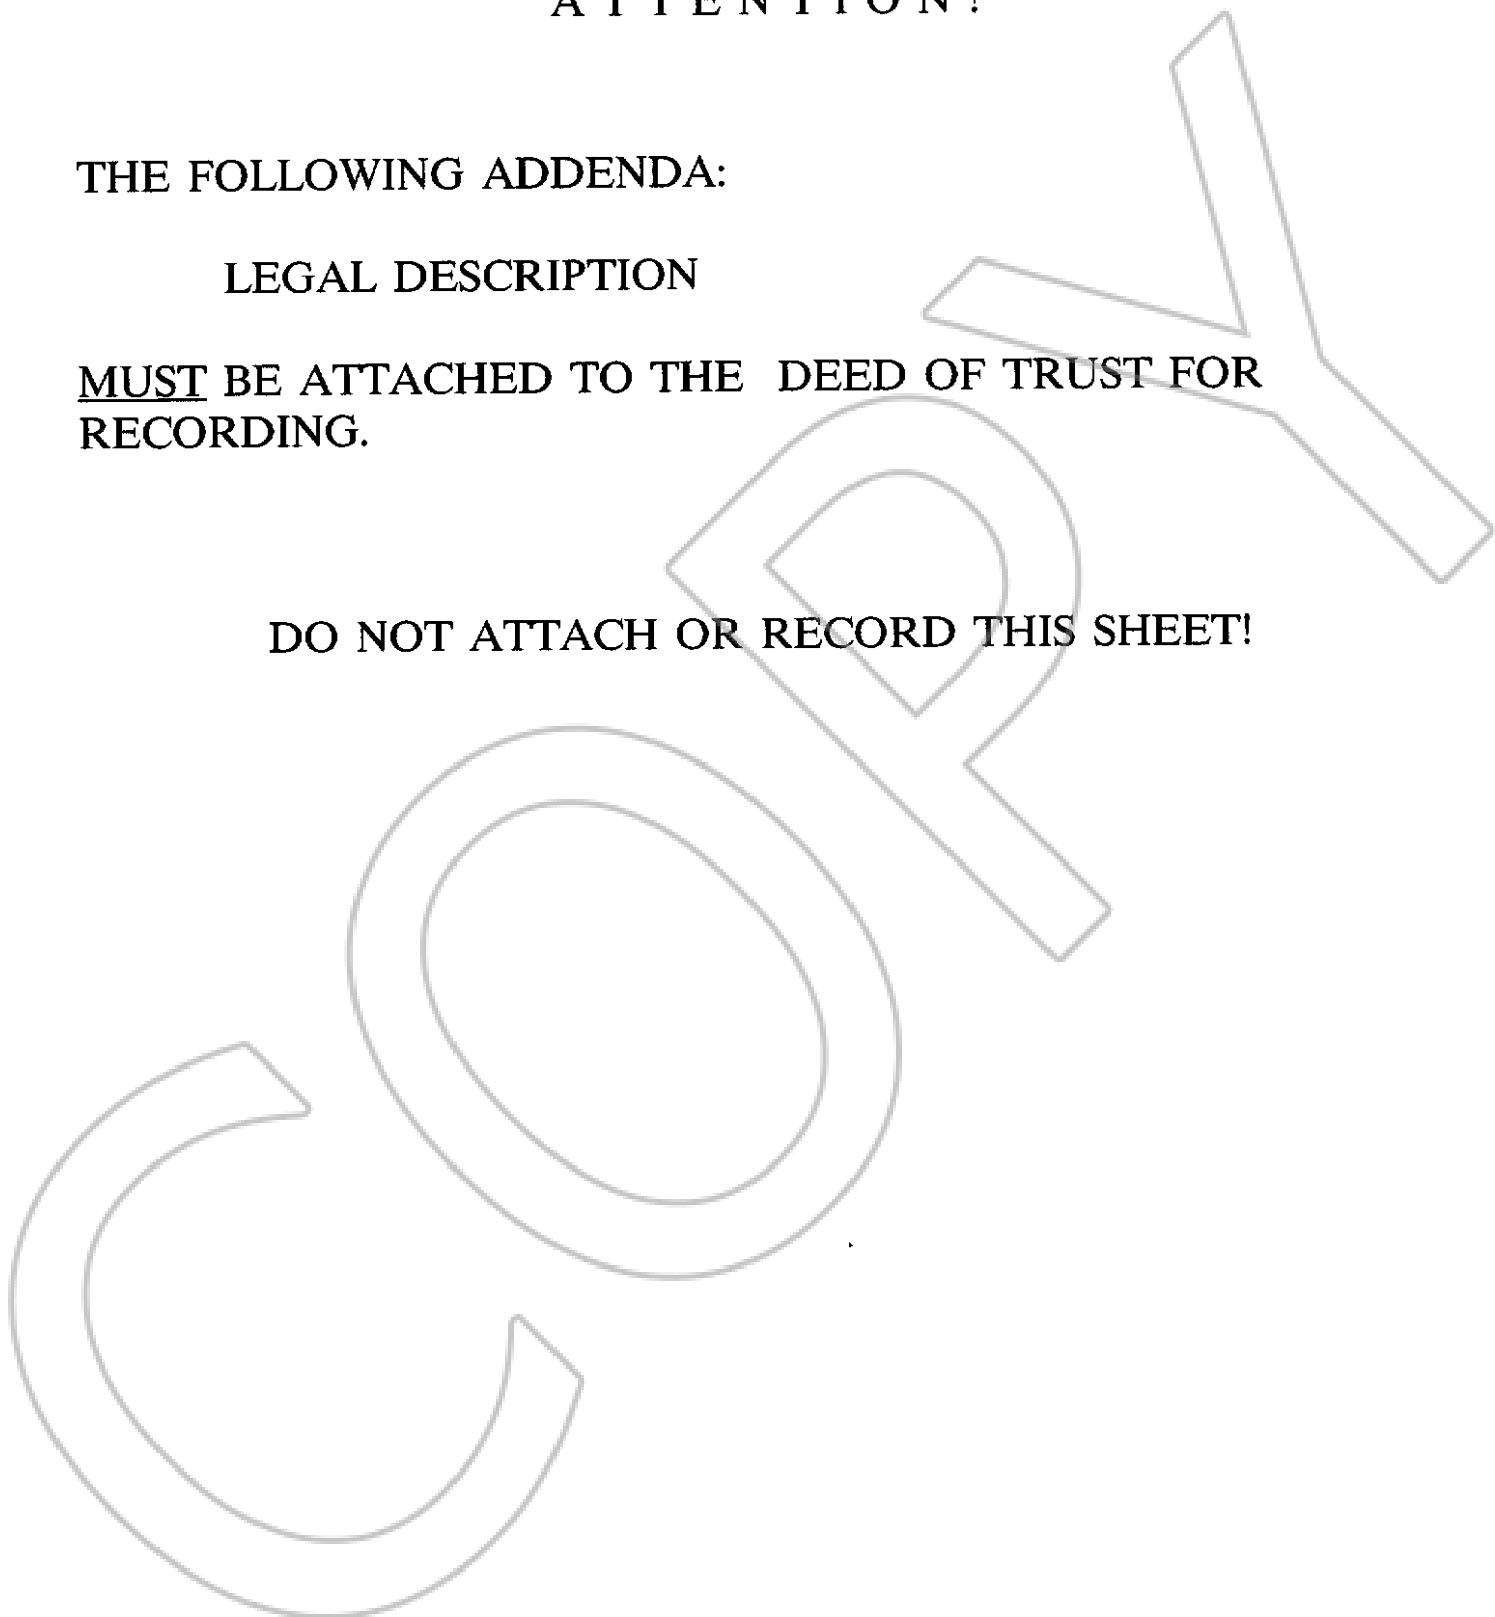 A T T E N T I O N !
THE FOLLOWING ADDENDA:
LEGAL DESCRIPTION
MUST BE ATTACHED TO THE DEED OF TRUST FOR
RECORDING.
DO NOT ATTACH OR RECORD THIS SHEET!
COPY